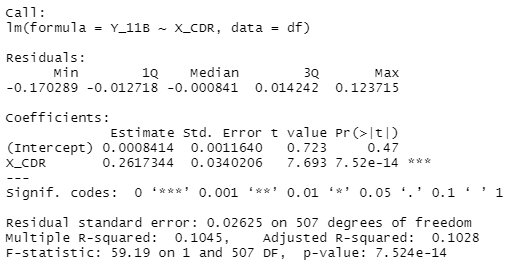 Call:
lm(formula = Y_11B ~ X_CDR, data = df)
Residuals:
Min 1Q Median 3Q Max
-0.170289 -0.012718 -0.000841 0.014242 0.123715
Coefficients:
Estimate Std. Error t value Pr(>|t|)
(Intercept) 0.0008414 0.0011640 0.723 0.47
X_CDR 0.2617344 0.0340206 7.693 7.52e-14 ***
---
Signif. codes: 0 ‘***’ 0.001 ‘**’ 0.01 ‘*’ 0.05 ‘.’ 0.1 ‘ ’ 1
Residual standard error: 0.02625 on 507 degrees of freedom
Multiple R-squared: 0.1045, Adjusted R-squared: 0.1028
F-statistic: 59.19 on 1 and 507 DF, p-value: 7.524e-14